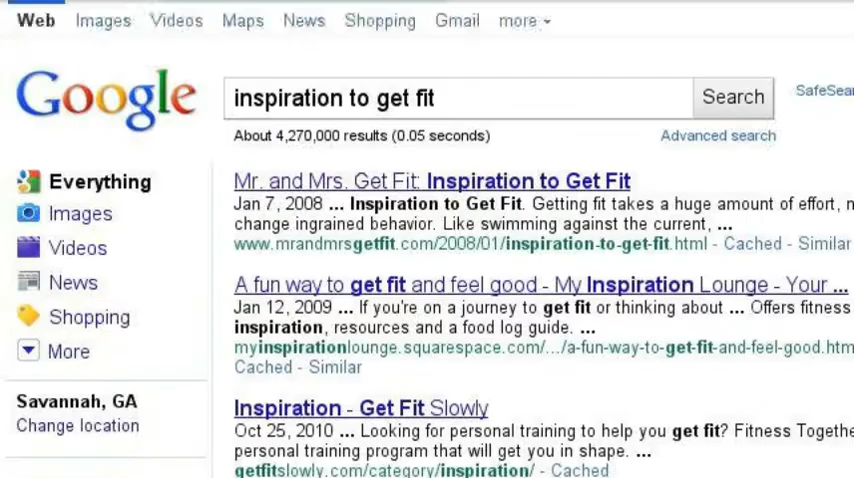 Web Images Videos Maps News Shopping Gmail more
Google
inspiration to get fit Search SafeSear
About 4,270,000 results (0.05 seconds) Advanced search
Everything
Images
Videos
News
Shopping
More
Savannah, GA
Change location
Mr. and Mrs. Get Fit: Inspiration to Get Fit
Jan 7, 2008 ... Inspiration to Get Fit. Getting fit takes a huge amount of effort,
change ingrained behavior. Like swimming against the current, ...
www.mrandmrsgetfit.com/2008/01/inspiration-to-get-fit.html - Cached - Similar
A fun way to get fit and feel good - My Inspiration Lounge - Your ...
Jan 12, 2009 ... If you're on a journey to get fit or thinking about ... Offers fitness
inspiration, resources and a food log guide. ...
myinspirationlounge.squarespace.com/.../a-fun-way-to-get-fit-and-feel-good.htm
Cached - Similar
Inspiration - Get Fit Slowly
Oct 25, 2010 ... Looking for personal training to help you get fit? Fitness Togethe
personal training program that will get you in shape. ...
getfitslowly.com/category/inspiration/ - Cached